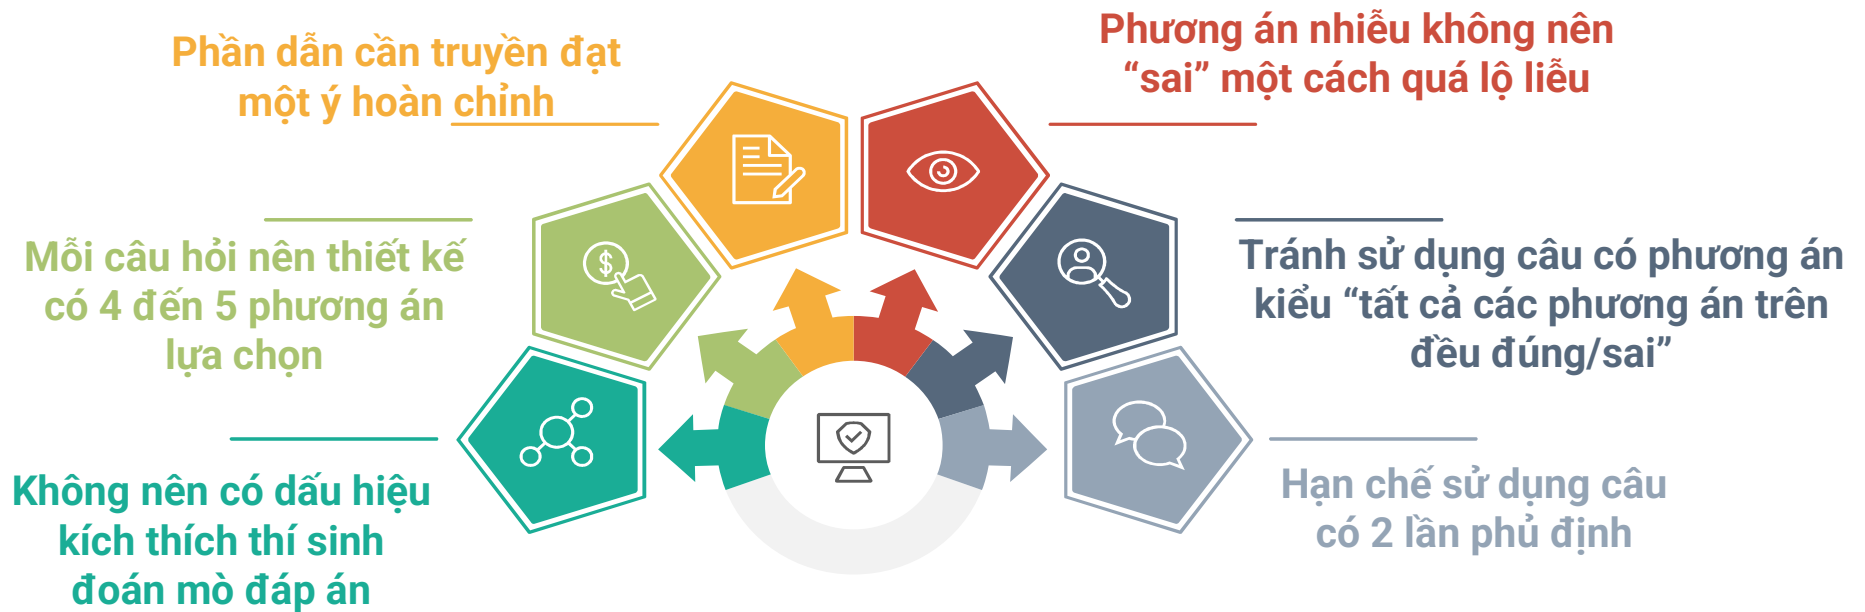 Phần dẫn cần truyền đạt
một ý hoàn chỉnh
Phương án nhiễu không nên
“sai” một cách quá lộ liễu
Mỗi câu hỏi nên thiết kế
có 4 đến 5 phương án
lựa chọn
Tránh sử dụng câu có phương án
kiểu “tất cả các phương án trên
đều đúng/sai”
Không nên có dấu hiệu
kích thích thí sinh
đoán mò đáp án
Hạn chế sử dụng câu
có 2 lần phủ định
$